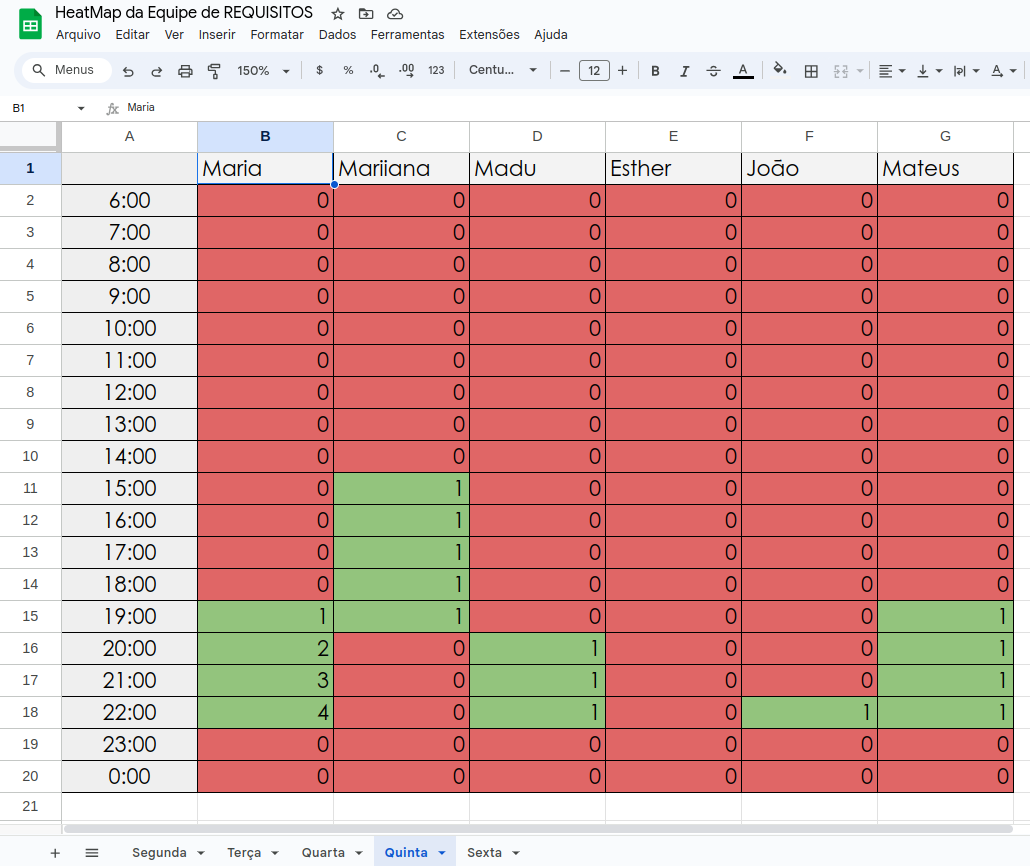 HeatMap da Equipe de REQUISITOS
Arquivo Editar Ver Inserir Formatar Dados Ferramentas Extensões Ajuda
Menus 150% $ % .0 .00 123 Centu... − 12 + B I A A
B1 fx Maria
A B C D E F G
1 Maria Mariiana Madu Esther João Mateus
2 6:00 0 0 0 0 0 0
3 7:00 0 0 0 0 0 0
4 8:00 0 0 0 0 0 0
5 9:00 0 0 0 0 0 0
6 10:00 0 0 0 0 0 0
7 11:00 0 0 0 0 0 0
8 12:00 0 0 0 0 0 0
9 13:00 0 0 0 0 0 0
10 14:00 0 0 0 0 0 0
11 15:00 0 1 0 0 0 0
12 16:00 0 1 0 0 0 0
13 17:00 0 1 0 0 0 0
14 18:00 0 1 0 0 0 0
15 19:00 1 1 0 0 0 1
16 20:00 2 0 1 0 0 1
17 21:00 3 0 1 0 0 1
18 22:00 4 0 1 0 1 1
19 23:00 0 0 0 0 0 0
20 0:00 0 0 0 0 0 0
21
+ Segunda Terça Quarta Quinta Sexta